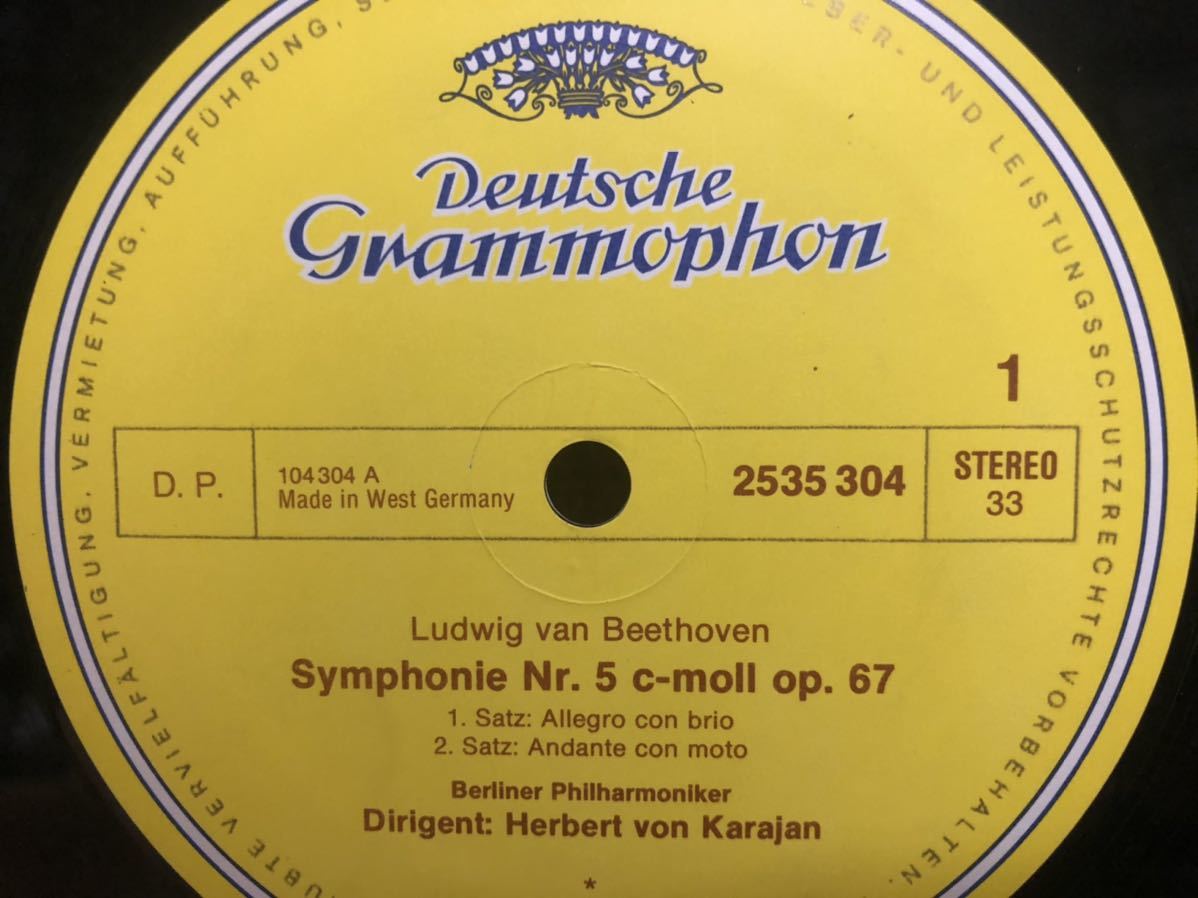 Deutsche
Grammophon
1
D. P.
104 304 A
Made in West Germany
2535 304
STEREO
33
Ludwig van Beethoven
Symphonie Nr. 5 c-moll op. 67
1. Satz: Allegro con brio
2. Satz: Andante con moto
Berliner Philharmoniker
Dirigent: Herbert von Karajan
*
UND LEISTUNGSSCHUTZRECHTE VORBEHALTEN.
VERVIELFÄLTIGUNG, VERMIETUNG, AUFFÜHRUNG,